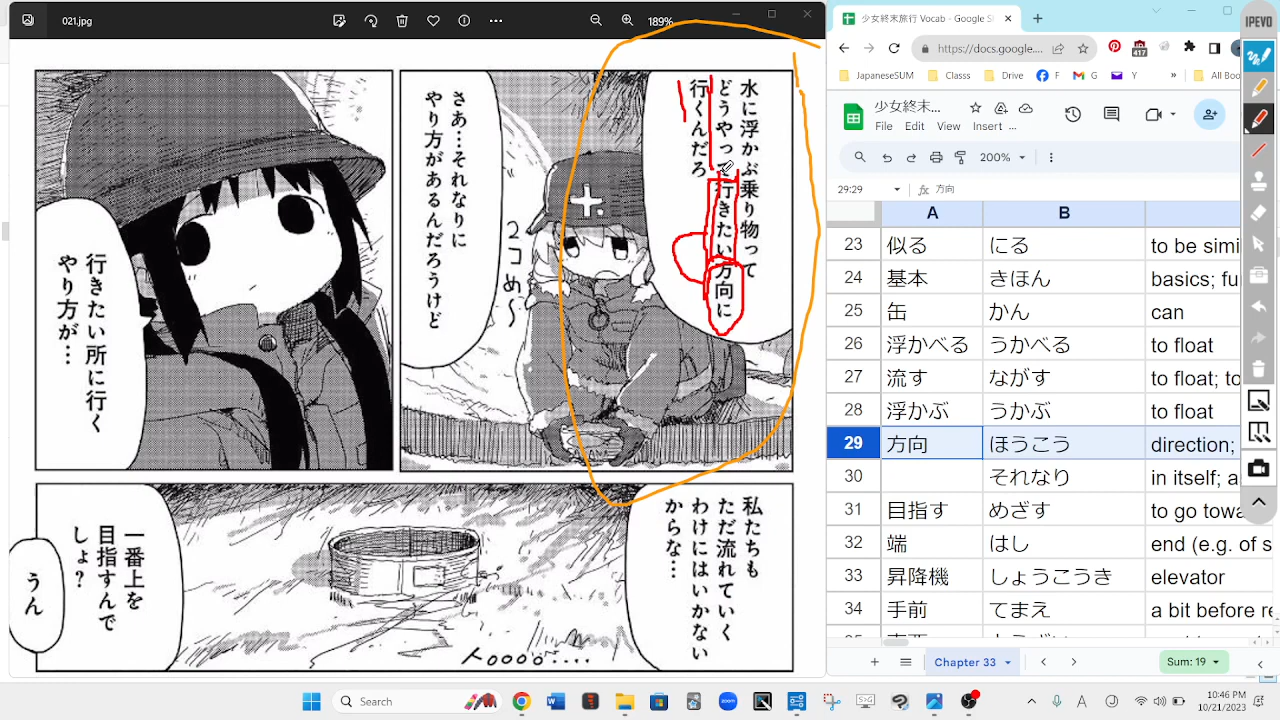 021.jpg
189%
水に浮かぶ乗り物って
どうやって行きたい方向に
行くんだろ
さあ…それなりに
やり方があるんだろうけど
2コめ〜
行きたい所に行く
やり方が…
私たちも
ただ流れていく
わけにはいかない
からな…
一番上を
目指すんで
しょ?
うん
少女終末旅行 Vocab - Google S
https://docs.google.
417
JapaneseSUM
Class
Drive
F
G
Y
All Boo
少女終末...
File
Edit
View
Insert
200%
29:29
fx
方向
A
B
23 似る にる to be simi
24 基本 きほん basics; fu
25 缶 かん can
26 浮かべる うかべる to float
27 流す ながす to float; to
28 浮かぶ うかぶ to float
29 方向 ほうこう direction;
30 それなり in itself; a
31 目指す めざす to go towa
32 端 はし end (e.g. of s
33 昇降機 しょうこうき elevator
34 手前 てまえ a bit before re
Chapter 33
Sum: 29
IPEVO
Search
zoom
A
10:46 PM